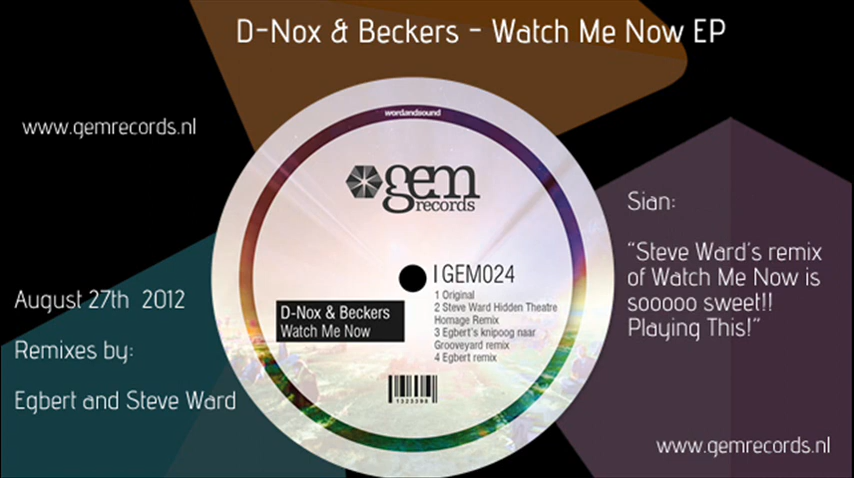 D-Nox & Beckers - Watch Me Now EP
www.gemrecords.nl
wordandsound
gem
records
GEM024
1 Original
2 Steve Ward Hidden Theatre
Homage Remix
3 Egbert's knipoog naar
Grooveyard remix
4 Egbert remix
D-Nox & Beckers
Watch Me Now
August 27th 2012
Remixes by:
Egbert and Steve Ward
Sian:
"Steve Ward's remix
of Watch Me Now is
sooooo sweet!!
Playing This!"
www.gemrecords.nl